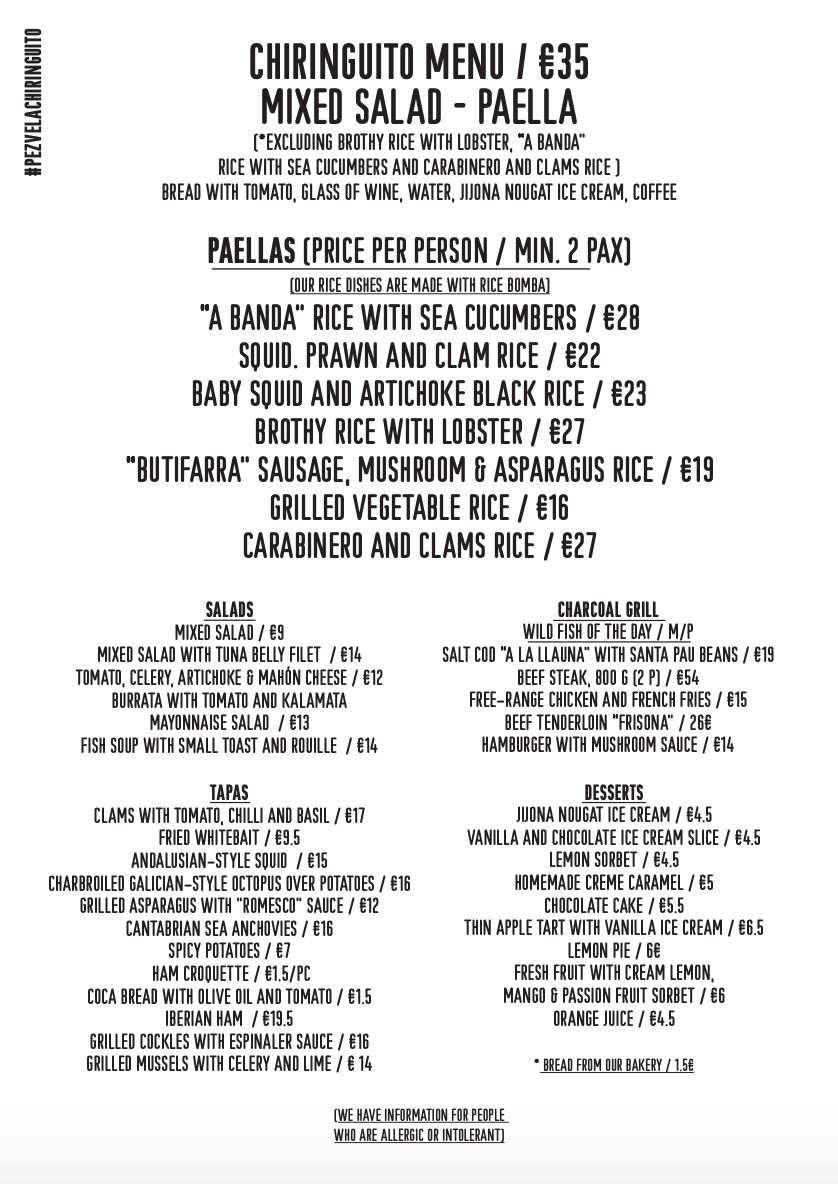 #PEZVELACHIRINGUITO
CHIRINGUITO MENU / €35
MIXED SALAD - PAELLA
(*EXCLUDING BROTHY RICE WITH LOBSTER, "A BANDA"
RICE WITH SEA CUCUMBERS AND CARABINERO AND CLAMS RICE )
BREAD WITH TOMATO, GLASS OF WINE, WATER, JIJONA NOUGAT ICE CREAM, COFFEE
PAELLAS (PRICE PER PERSON / MIN. 2 PAX)
(OUR RICE DISHES ARE MADE WITH RICE BOMBA)
"A BANDA" RICE WITH SEA CUCUMBERS / €28
SQUID. PRAWN AND CLAM RICE / €22
BABY SQUID AND ARTICHOKE BLACK RICE / €23
BROTHY RICE WITH LOBSTER / €27
"BUTIFARRA" SAUSAGE, MUSHROOM & ASPARAGUS RICE / €19
GRILLED VEGETABLE RICE / €16
CARABINERO AND CLAMS RICE / €27
SALADS
MIXED SALAD / €9
MIXED SALAD WITH TUNA BELLY FILET / €14
TOMATO, CELERY, ARTICHOKE & MAHÓN CHEESE / €12
BURRATA WITH TOMATO AND KALAMATA
MAYONNAISE SALAD / €13
FISH SOUP WITH SMALL TOAST AND ROUILLE / €14
TAPAS
CLAMS WITH TOMATO, CHILLI AND BASIL / €17
FRIED WHITEBAIT / €9.5
ANDALUSIAN-STYLE SQUID / €15
CHARBROILED GALICIAN-STYLE OCTOPUS OVER POTATOES / €16
GRILLED ASPARAGUS WITH "ROMESCO" SAUCE / €12
CANTABRIAN SEA ANCHOVIES / €16
SPICY POTATOES / €7
HAM CROQUETTE / €1.5/PC
COCA BREAD WITH OLIVE OIL AND TOMATO / €1.5
IBERIAN HAM / €19.5
GRILLED COCKLES WITH ESPINALER SAUCE / €16
GRILLED MUSSELS WITH CELERY AND LIME / € 14
CHARCOAL GRILL
WILD FISH OF THE DAY / M/P
SALT COD "A LA LLAUNA" WITH SANTA PAU BEANS / €19
BEEF STEAK, 800 G (2 P) / €54
FREE-RANGE CHICKEN AND FRENCH FRIES / €15
BEEF TENDERLOIN "FRISONA" / 26€
HAMBURGER WITH MUSHROOM SAUCE / €14
DESSERTS
JIJONA NOUGAT ICE CREAM / €4.5
VANILLA AND CHOCOLATE ICE CREAM SLICE / €4.5
LEMON SORBET / €4.5
HOMEMADE CREME CARAMEL / €5
CHOCOLATE CAKE / €5.5
THIN APPLE TART WITH VANILLA ICE CREAM / €6.5
LEMON PIE / 6€
FRESH FRUIT WITH CREAM LEMON,
MANGO & PASSION FRUIT SORBET / €6
ORANGE JUICE / €4.5
* BREAD FROM OUR BAKERY / 1.5€
(WE HAVE INFORMATION FOR PEOPLE
WHO ARE ALLERGIC OR INTOLERANT)